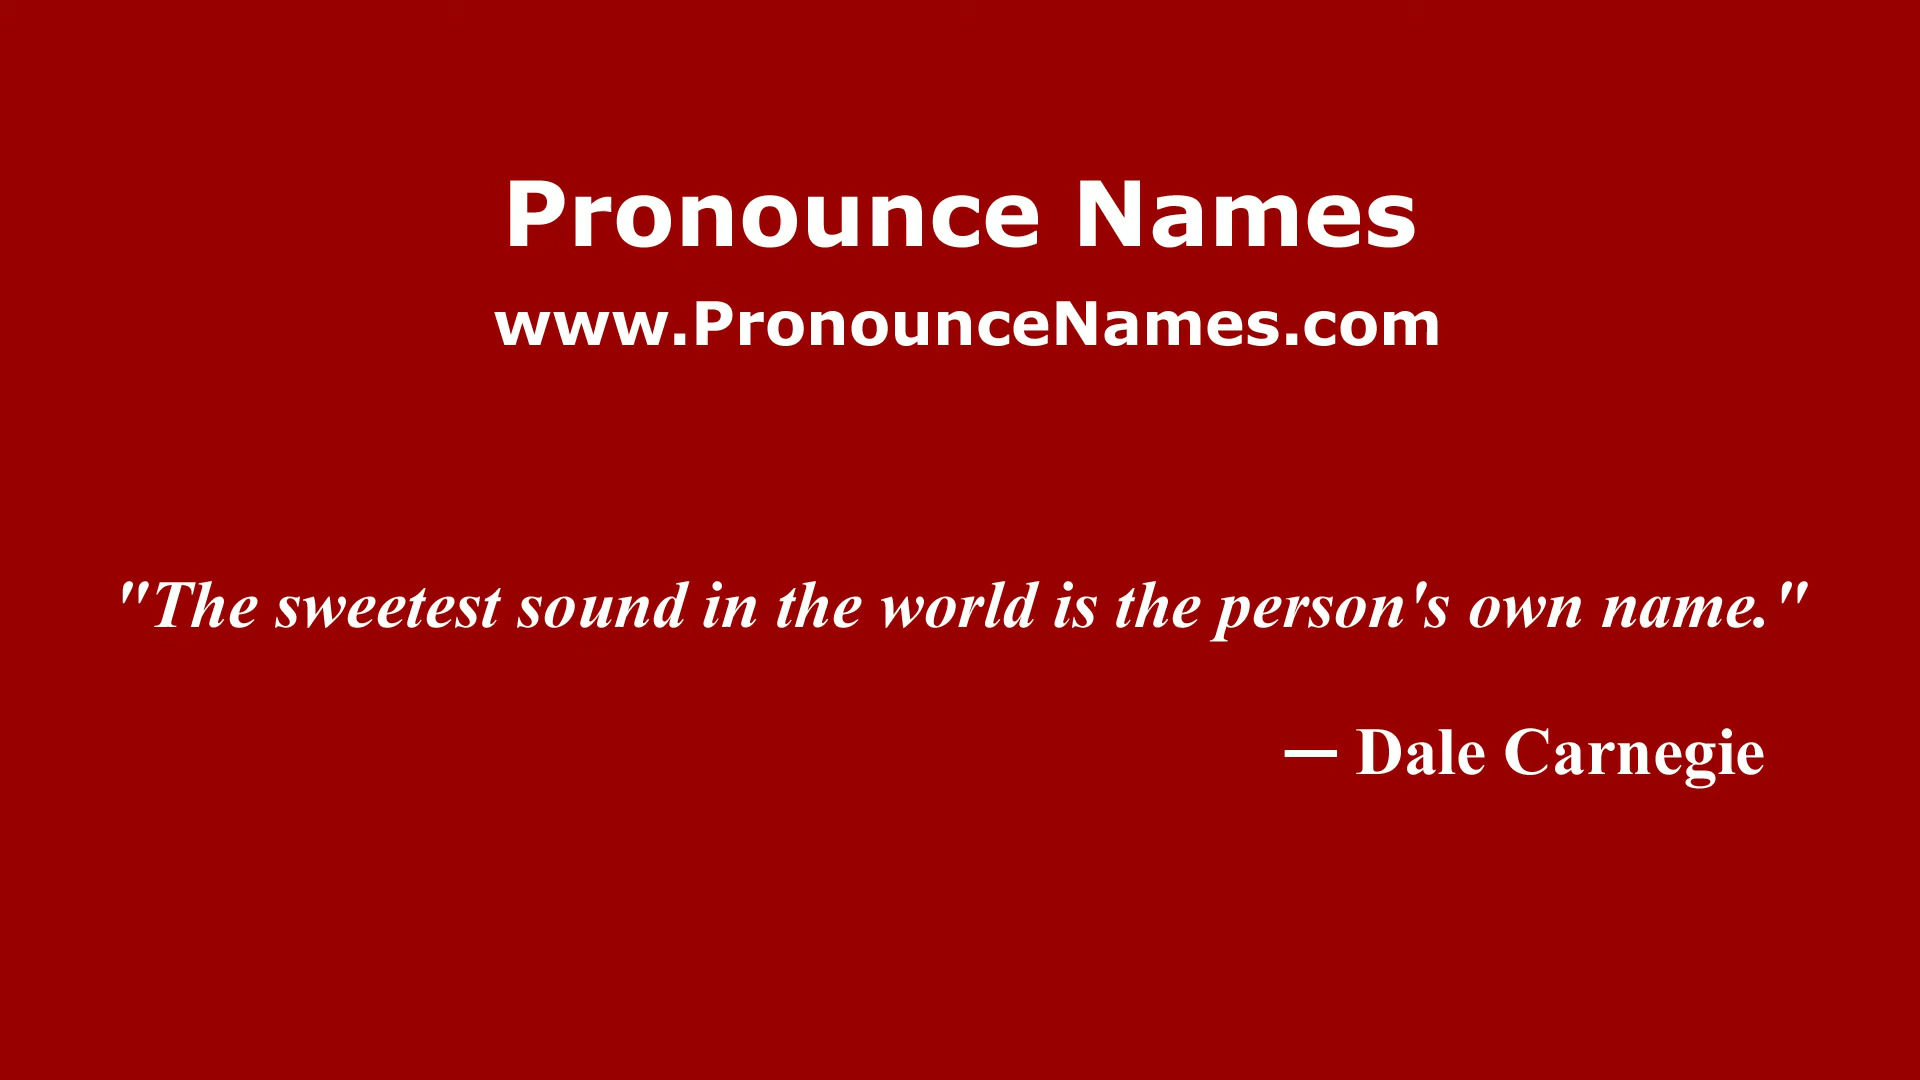 Pronounce Names
www.PronounceNames.com
"The sweetest sound in the world is the person's own name."
— Dale Carnegie